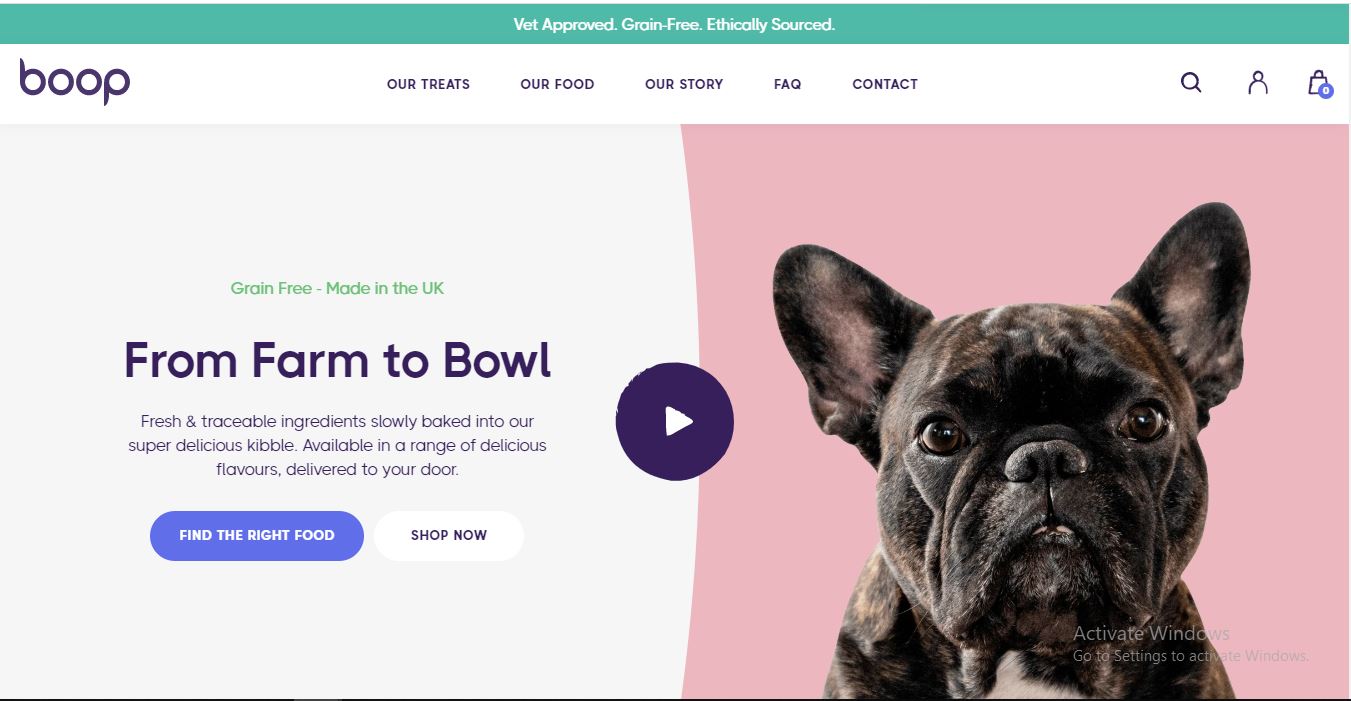 Vet Approved. Grain-Free. Ethically Sourced.
boop
OUR TREATS
OUR FOOD
OUR STORY
FAQ
CONTACT
0
Grain Free - Made in the UK
From Farm to Bowl
Fresh & traceable ingredients slowly baked into our
super delicious kibble. Available in a range of delicious
flavours, delivered to your door.
FIND THE RIGHT FOOD
SHOP NOW
Activate Windows
Go to Settings to activate Windows.